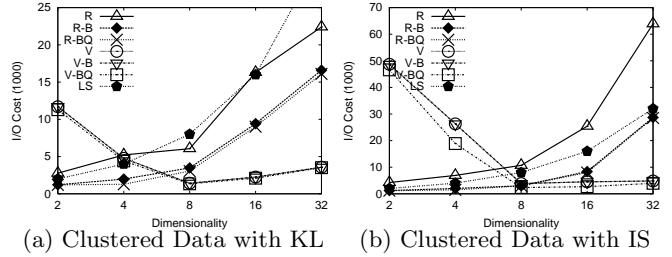 R
R-B
R-BQ
V
V-B
V-BQ
LS
I/O Cost (1000)
25
20
15
10
5
0
2 4 8 16 32
Dimensionality
(a) Clustered Data with KL
R
R-B
R-BQ
V
V-B
V-BQ
LS
I/O Cost (1000)
70
60
50
40
30
20
10
0
2 4 8 16 32
Dimensionality
(b) Clustered Data with IS